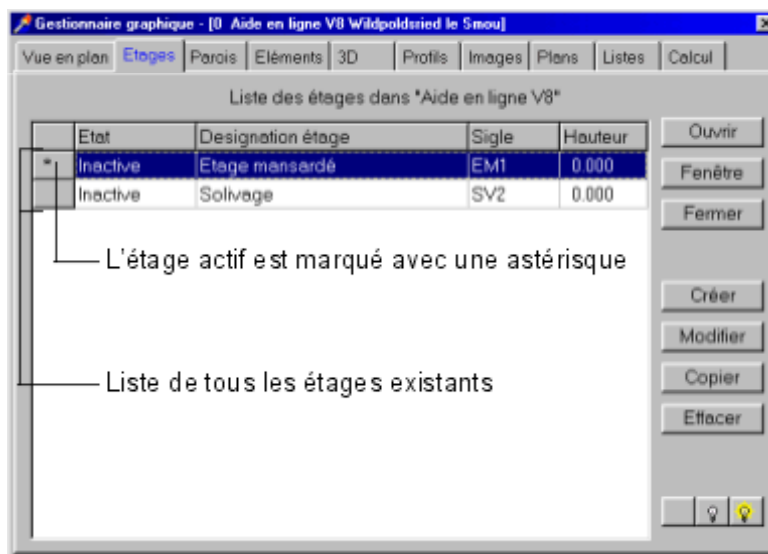 Gestionnaire graphique - [0 Aide en ligne V8 Wildpoldsried le Smou]
Vue en plan Etages Parois Eléments 3D Profils Images Plans Listes Calcul
Liste des étages dans "Aide en ligne V8"
Etat Designation étage Sigle Hauteur
* Inactive Etage mansardé EM1 0.000
Inactive Solivage SV2 0.000
L'étage actif est marqué avec une astérisque
Liste de tous les étages existants
Ouvrir
Fenêtre
Fermer
Créer
Modifier
Copier
Effacer